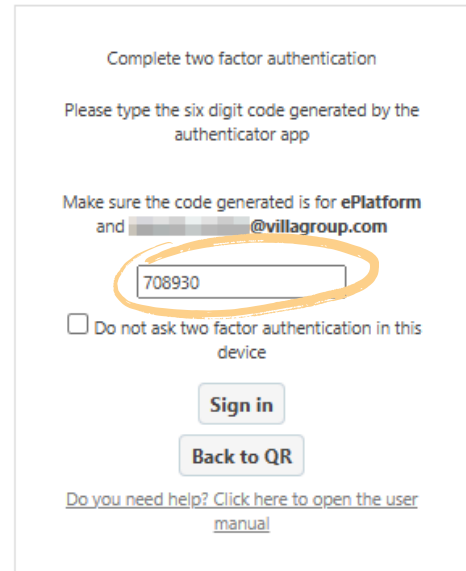 Complete two factor authentication
Please type the six digit code generated by the
authenticator app
Make sure the code generated is for ePlatform
and @villagroup.com
708930
Do not ask two factor authentication in this
device
Sign in
Back to QR
Do you need help? Click here to open the user
manual